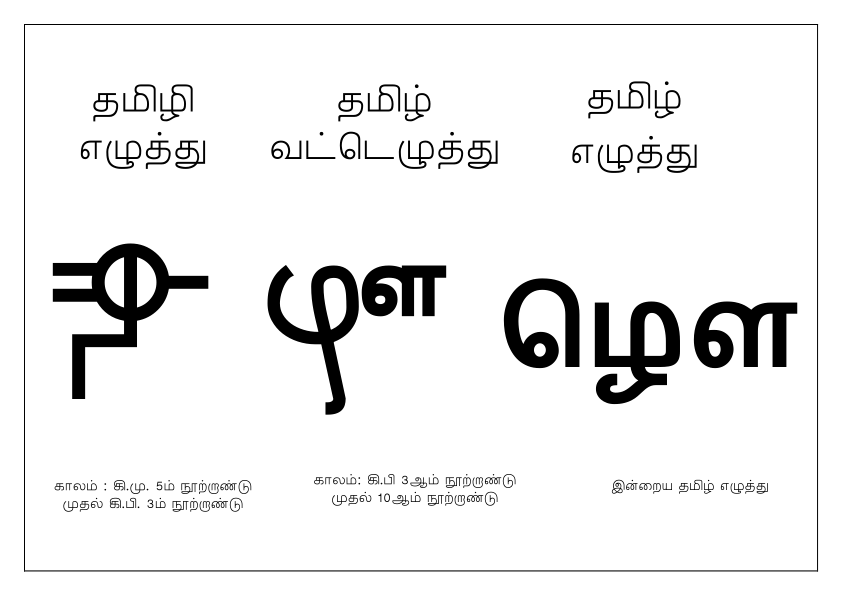 தமிழி
எழுத்து
தமிழ்
வட்டெழுத்து
தமிழ்
எழுத்து
ழௌ
காலம் : கி.மு. 5ம் நூற்றாண்டு
முதல் கி.பி. 3ம் நூற்றாண்டு
காலம்: கி.பி 3ஆம் நூற்றாண்டு
முதல் 10ஆம் நூற்றாண்டு
இன்றைய தமிழ் எழுத்து